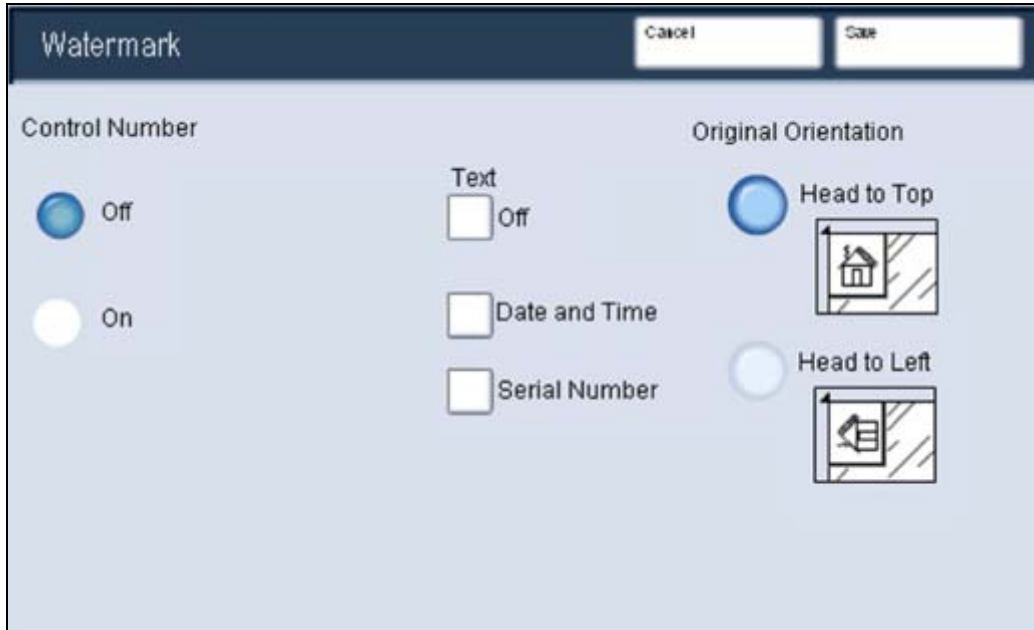 Watermark
Cancel
Save
Control Number
Off
On
Text
Off
Date and Time
Serial Number
Original Orientation
Head to Top
Head to Left